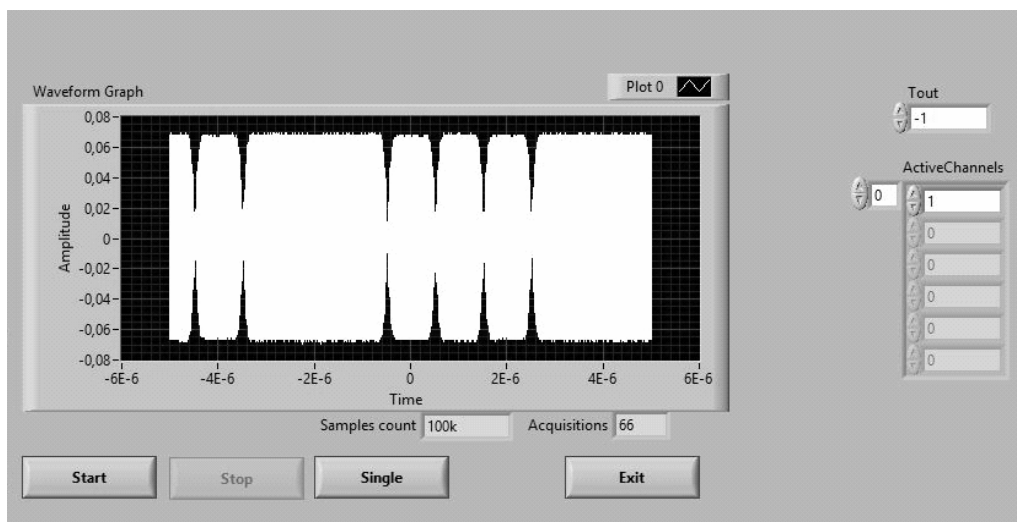 Plot 0
Waveform Graph
Tout
-1
ActiveChannels
0
1
0
0
0
0
0
0,08
0,06
0,04
0,02
0
-0,02
-0,04
-0,06
-0,08
Amplitude
-6E-6 -4E-6 -2E-6 0 2E-6 4E-6 6E-6
Time
Samples count 100k Acquisitions 66
Start Stop Single Exit